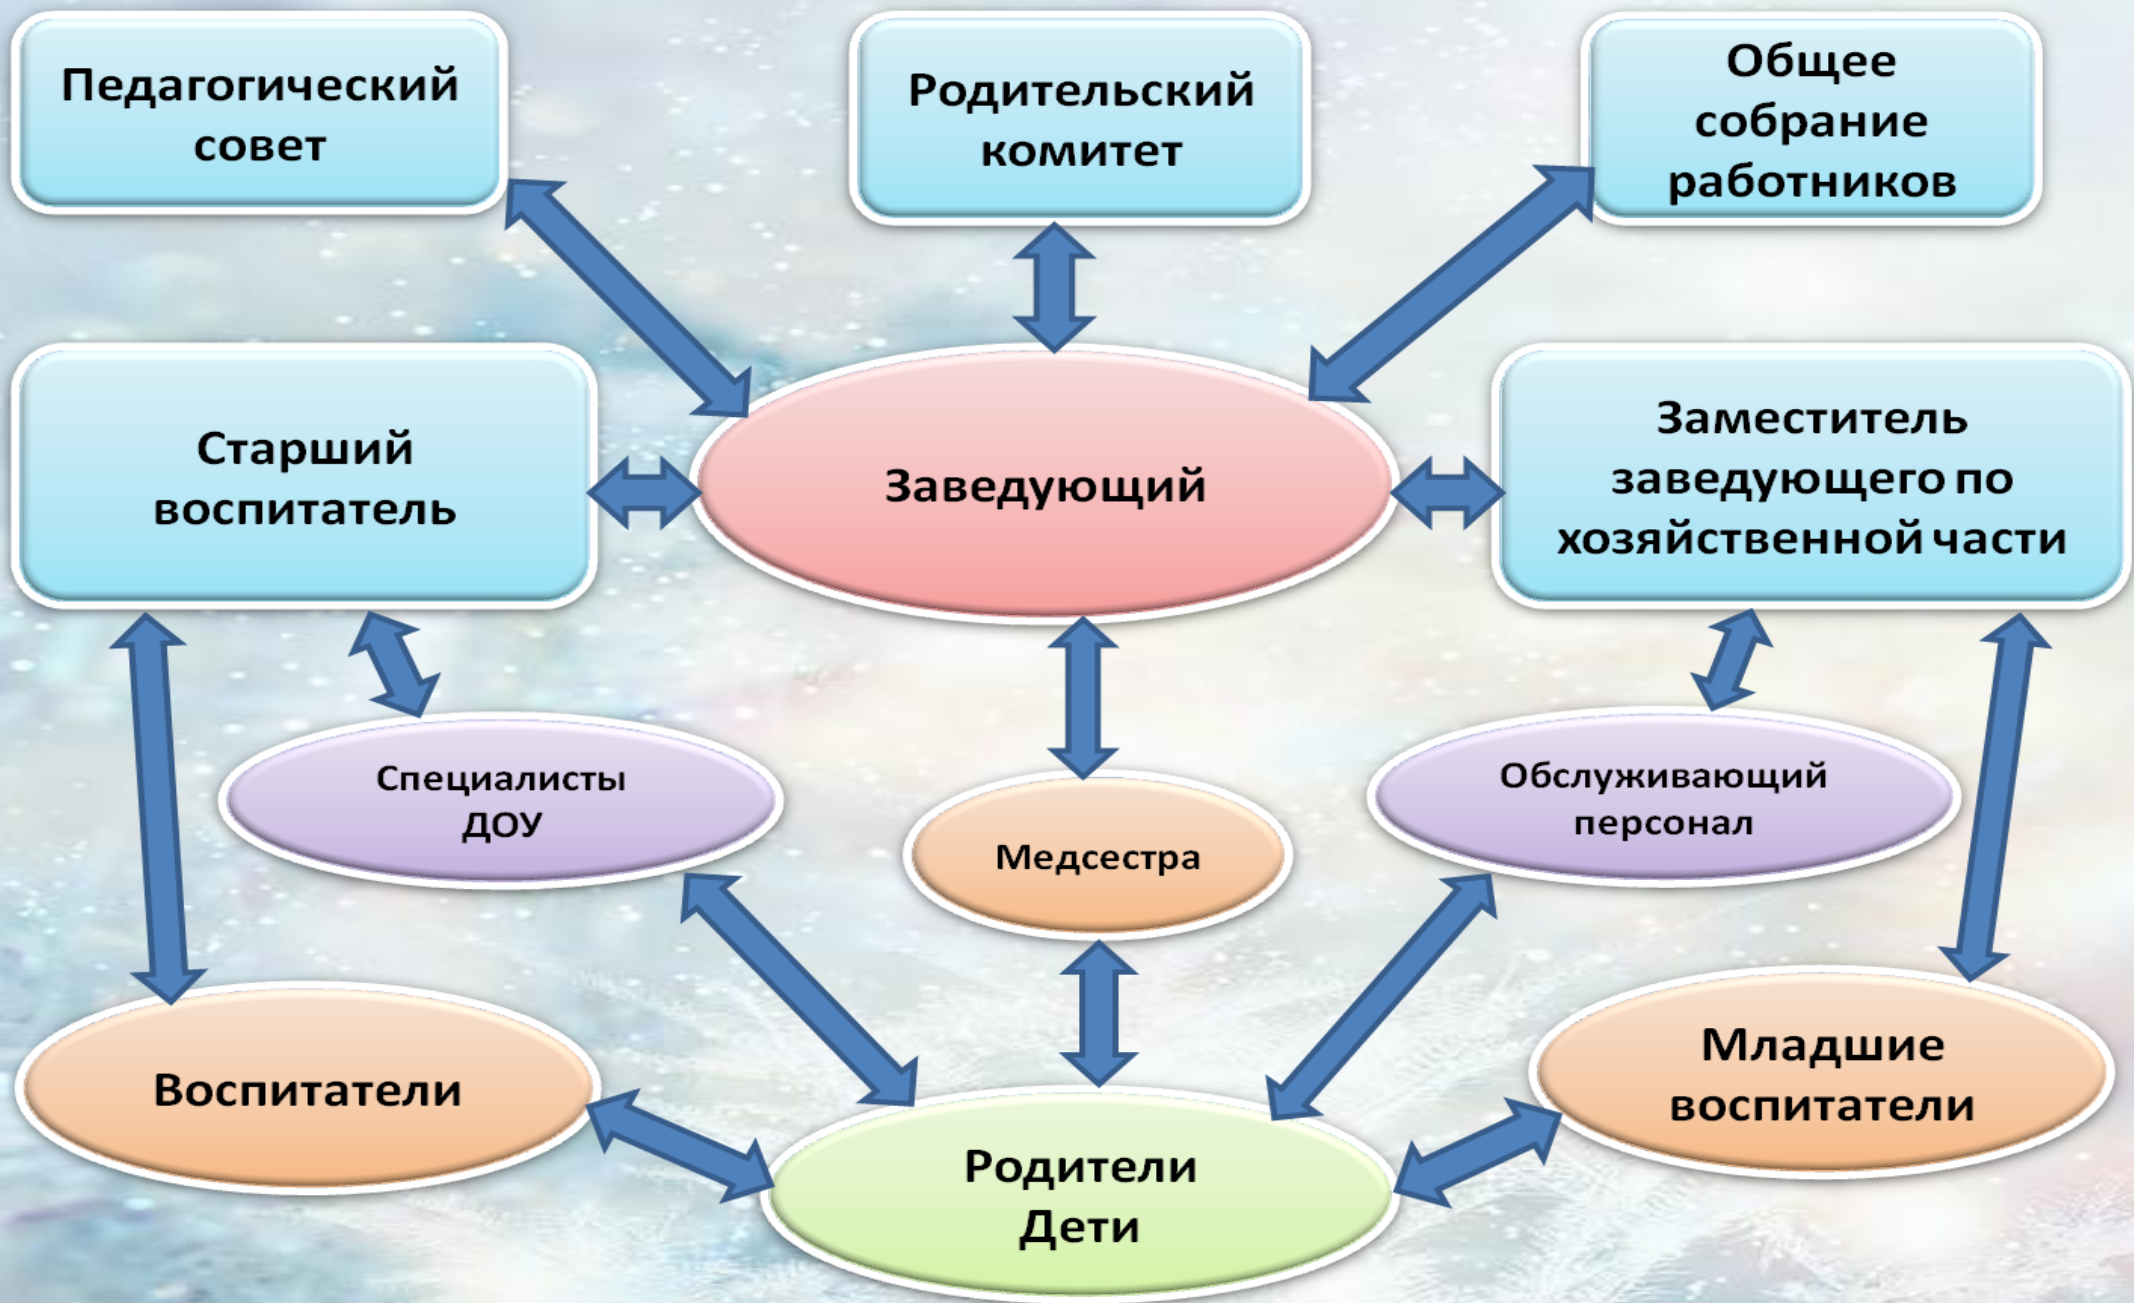 Педагогический
совет
Родительский
комитет
Общее
собрание
работников
Старший
воспитатель
Заведующий
Заместитель
заведующего по
хозяйственной части
Специалисты
ДОУ
Медсестра
Обслуживающий
персонал
Воспитатели
Младшие
воспитатели
Родители
Дети